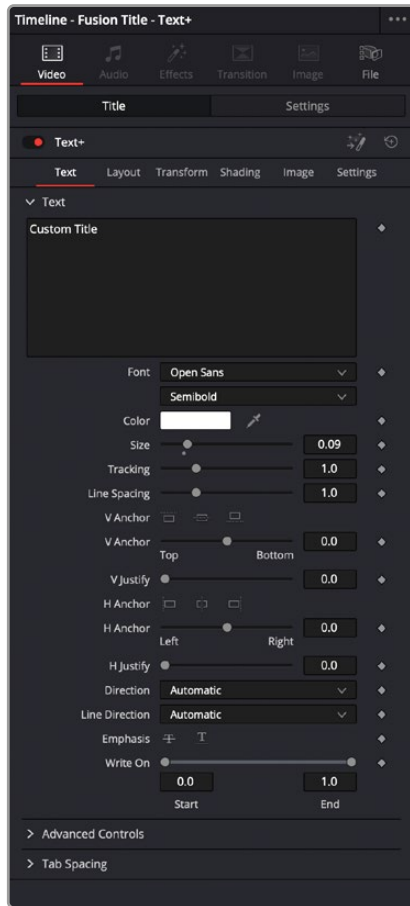 Timeline - Fusion Title - Text+
Video Audio Effects Transition Image File
Title Settings
Text+
Text Layout Transform Shading Image Settings
Text
Custom Title
Font Open Sans
Semibold
Color
Size 0.09
Tracking 1.0
Line Spacing 1.0
V Anchor
V Anchor 0.0
Top Bottom
V Justify 0.0
H Anchor
H Anchor 0.0
Left Right
H Justify 0.0
Direction Automatic
Line Direction Automatic
Emphasis T T
Write On
0.0 1.0
Start End
Advanced Controls
Tab Spacing